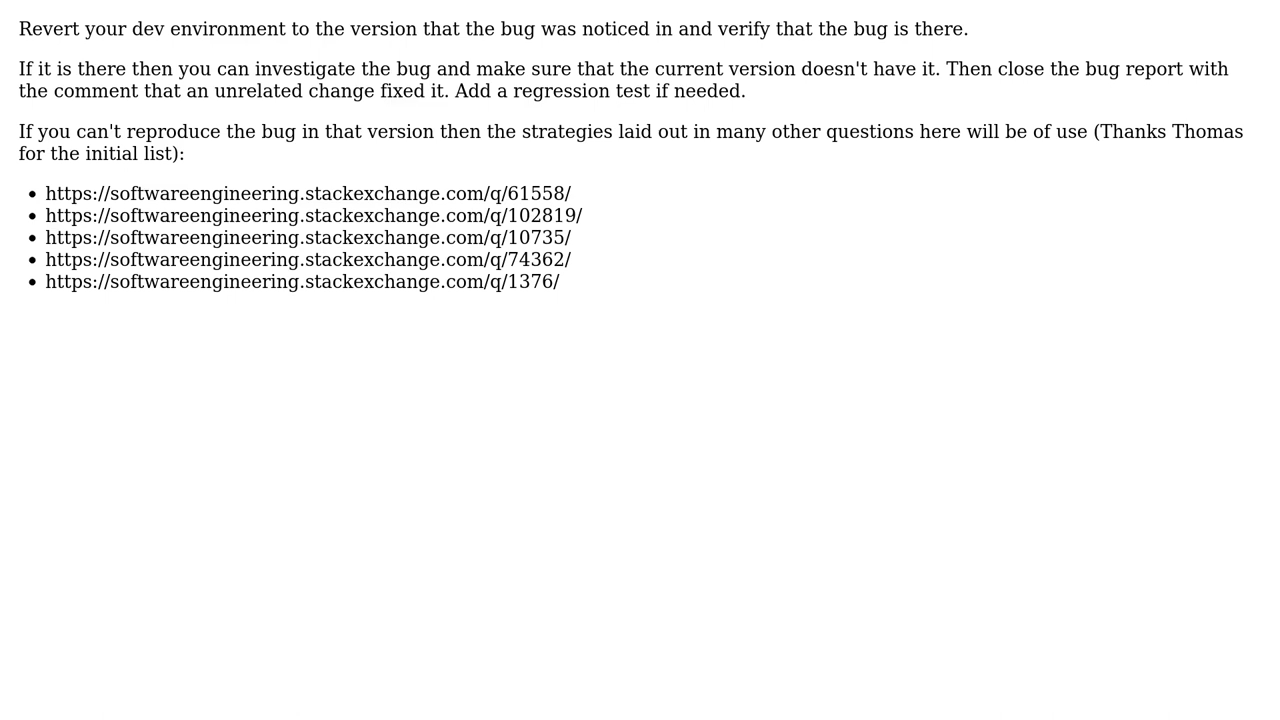 Revert your dev environment to the version that the bug was noticed in and verify that the bug is there.
If it is there then you can investigate the bug and make sure that the current version doesn't have it. Then close the bug report with
the comment that an unrelated change fixed it. Add a regression test if needed.
If you can't reproduce the bug in that version then the strategies laid out in many other questions here will be of use (Thanks Thomas
for the initial list):
• https://softwareengineering.stackexchange.com/q/61558/
• https://softwareengineering.stackexchange.com/q/102819/
• https://softwareengineering.stackexchange.com/q/10735/
• https://softwareengineering.stackexchange.com/q/74362/
• https://softwareengineering.stackexchange.com/q/1376/